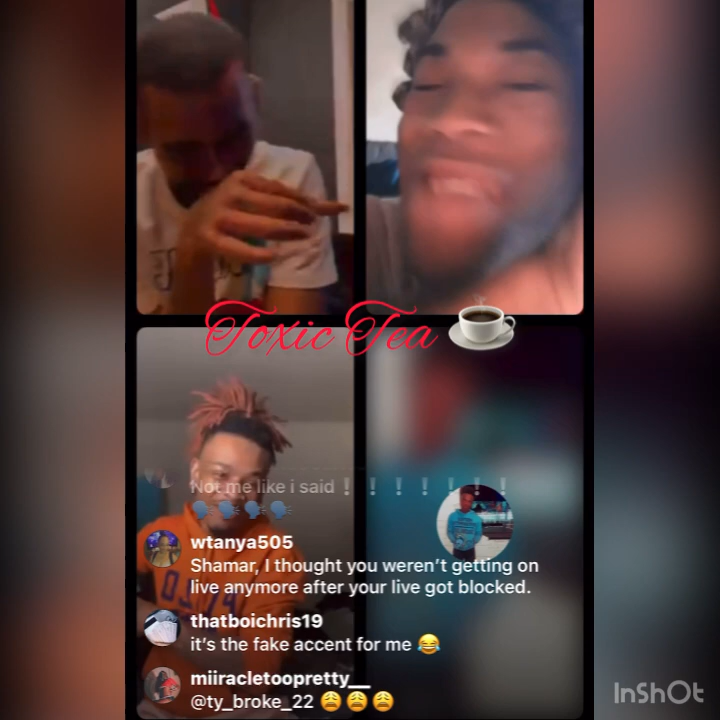 Toxic Tea
Not me like i said❕❕❕❕❕❕❕
🗣🗣🗣🗣
wtanya505
Shamar, I thought you weren’t getting on
live anymore after your live got blocked.
thatboichris19
it’s the fake accent for me 😂
miiracletoopretty__
@ty_broke_22 😩😩😩
InShOt